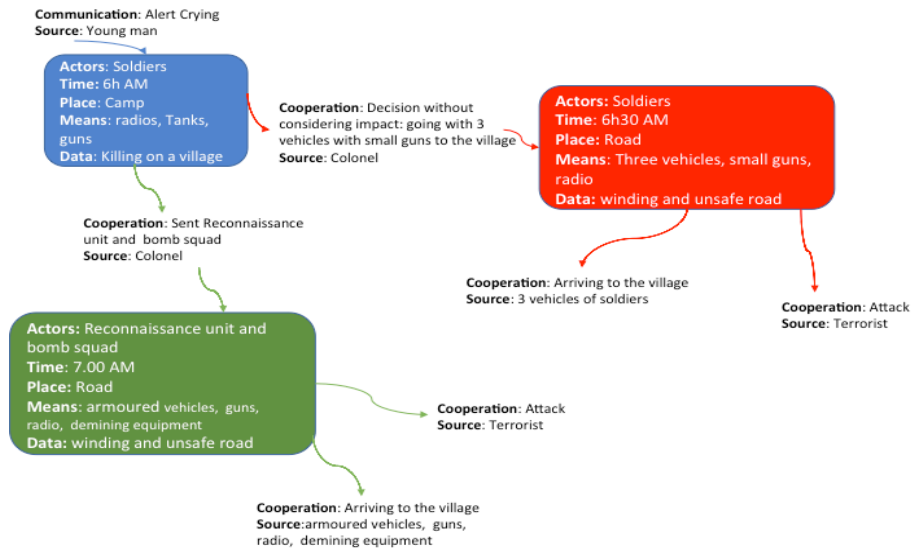 Communication: Alert Crying
Source: Young man
Actors: Soldiers
Time: 6h AM
Place: Camp
Means: radios, Tanks,
guns
Data: Killing on a village
Cooperation: Decision without
considering impact: going with 3
vehicles with small guns to the village
Source: Colonel
Actors: Soldiers
Time: 6h30 AM
Place: Road
Means: Three vehicles, small guns,
radio
Data: winding and unsafe road
Cooperation: Sent Reconnaissance
unit and bomb squad
Source: Colonel
Cooperation: Arriving to the village
Source: 3 vehicles of soldiers
Cooperation: Attack
Source: Terrorist
Actors: Reconnaissance unit and
bomb squad
Time: 7.00 AM
Place: Road
Means: armoured vehicles, guns,
radio, demining equipment
Data: winding and unsafe road
Cooperation: Attack
Source: Terrorist
Cooperation: Arriving to the village
Source:armoured vehicles, guns,
radio, demining equipment